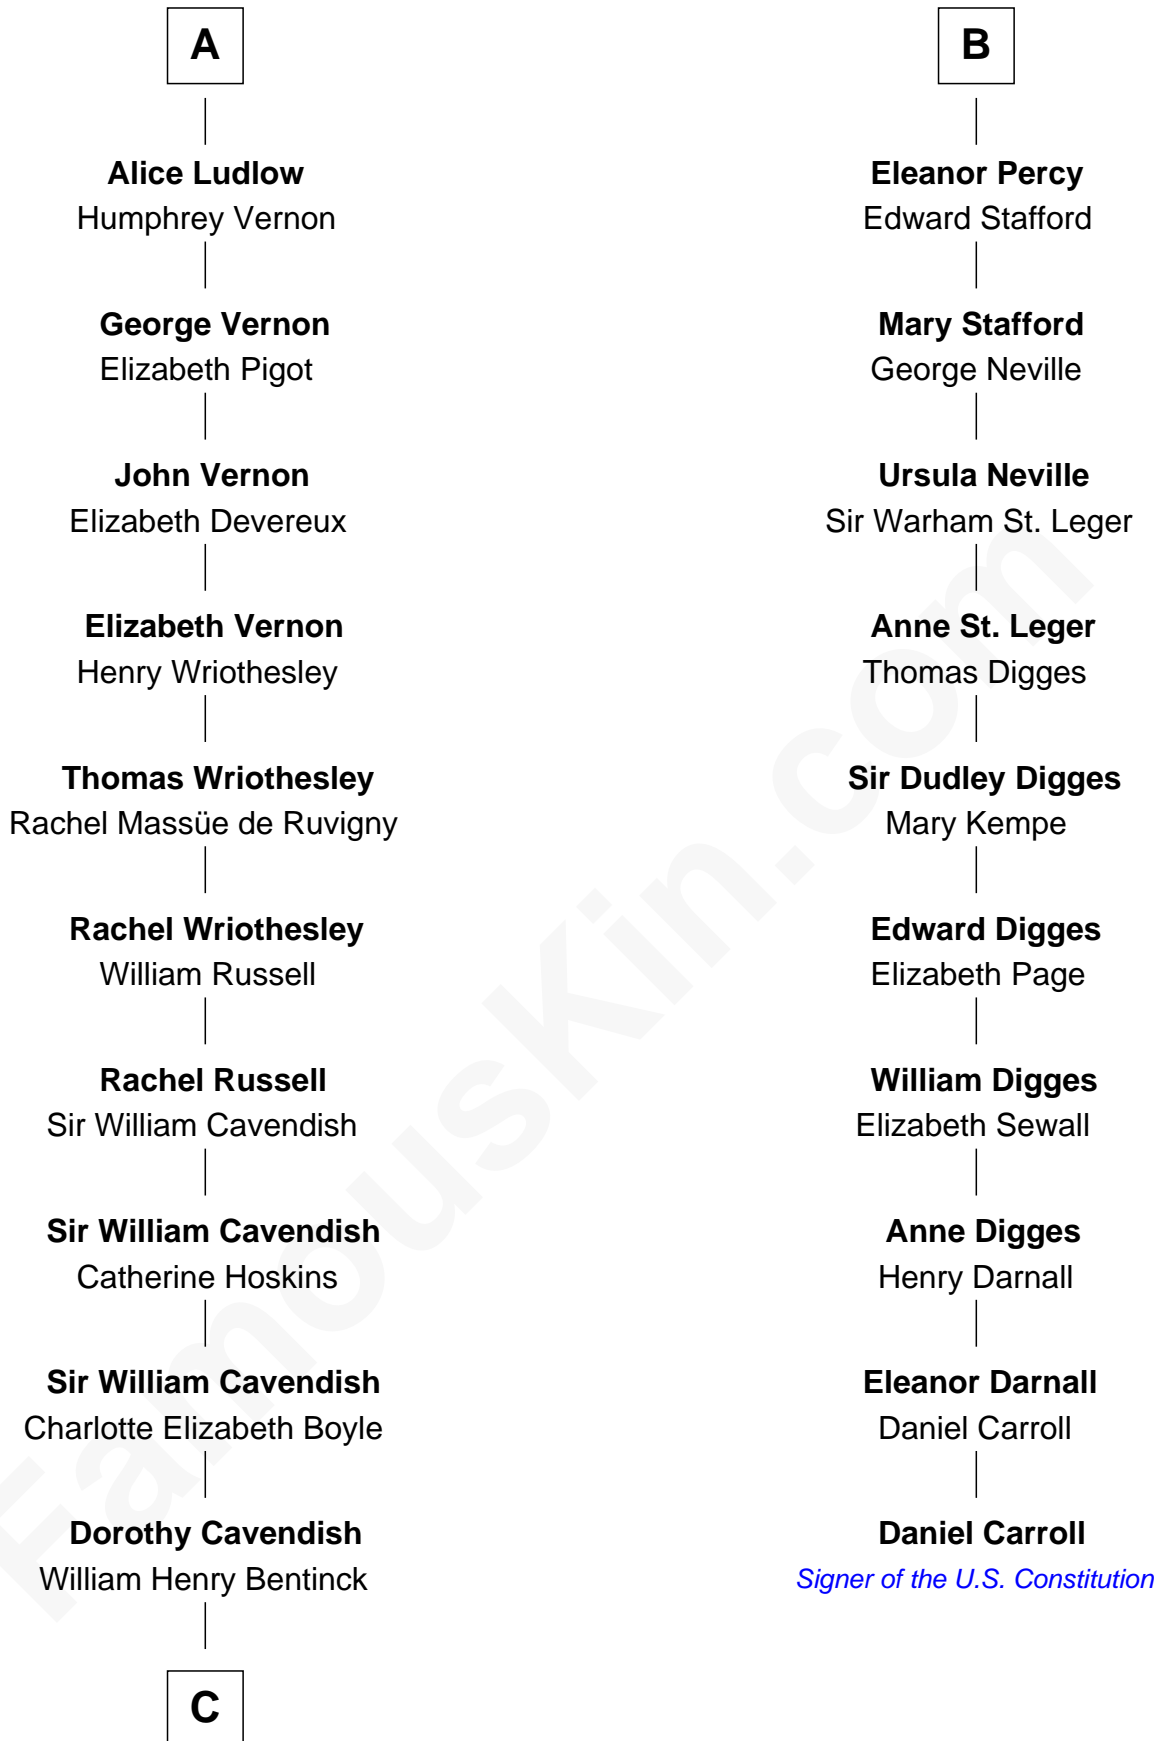 A
Alice Ludlow
Humphrey Vernon
George Vernon
Elizabeth Pigot
John Vernon
Elizabeth Devereux
Elizabeth Vernon
Henry Wriothesley
Thomas Wriothesley
Rachel Massüe de Ruvigny
Rachel Wriothesley
William Russell
Rachel Russell
Sir William Cavendish
Sir William Cavendish
Catherine Hoskins
Sir William Cavendish
Charlotte Elizabeth Boyle
Dorothy Cavendish
William Henry Bentinck
C
B
Eleanor Percy
Edward Stafford
Mary Stafford
George Neville
Ursula Neville
Sir Warham St. Leger
Anne St. Leger
Thomas Digges
Sir Dudley Digges
Mary Kempe
Edward Digges
Elizabeth Page
William Digges
Elizabeth Sewall
Anne Digges
Henry Darnall
Eleanor Darnall
Daniel Carroll
Daniel Carroll
Signer of the U.S. Constitution
FamousKin.com